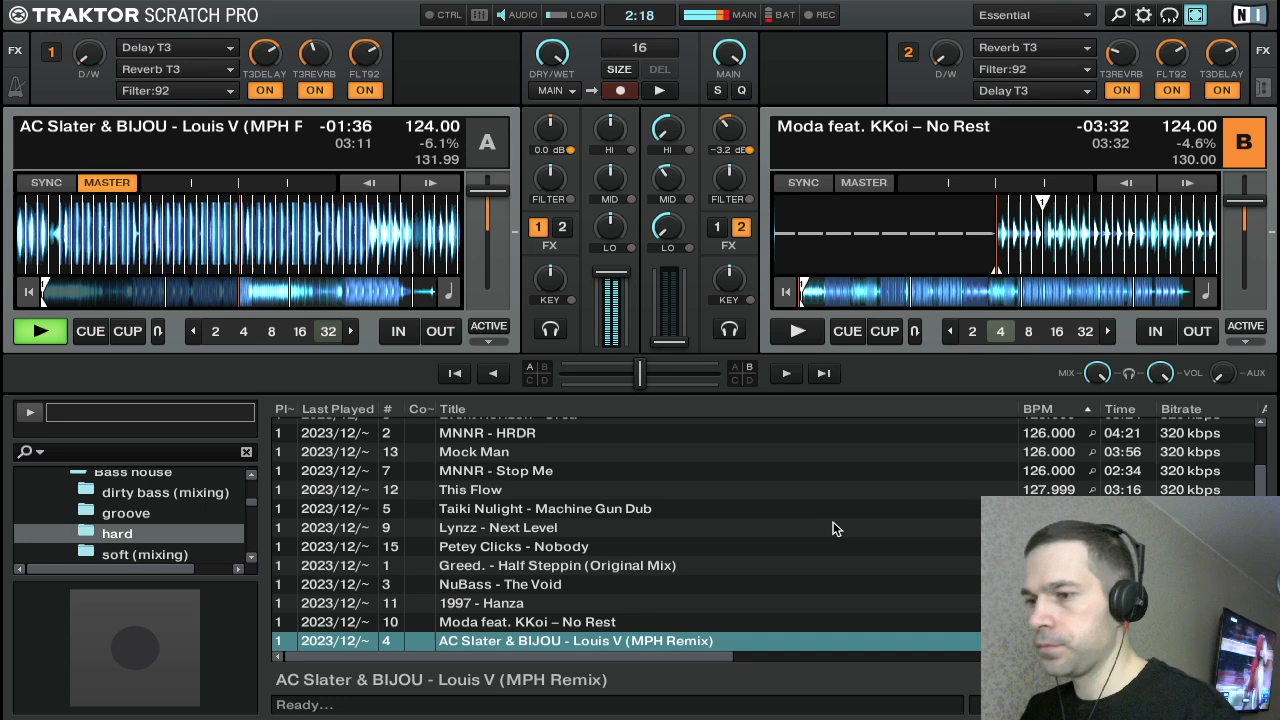 TRAKTOR SCRATCH PRO
CTRL AUDIO LOAD 2:18 MAIN BAT REC Essential
FX 1 D/W Delay T3 Reverb T3 Filter:92 T3DELAY T3REVRB FLT92 ON ON ON
DRY/WET MAIN 16 SIZE DEL MAIN S Q
2 D/W Reverb T3 Filter:92 Delay T3 T3REVRB FLT92 T3DELAY ON ON ON FX
AC Slater & BIJOU - Louis V (MPH F -01:36 124.00 A
03:11 -6.1%
131.99
SYNC MASTER
CUE CUP 2 4 8 16 32 IN OUT ACTIVE
0.0 dB HI HI -3.2 dB
FILTER MID MID FILTER
1 2 FX LO LO 1 2 FX
KEY KEY
Moda feat. KKoi – No Rest -03:32 124.00 B
03:32 -4.6%
130.00
SYNC MASTER
1
CUE CUP 2 4 8 16 32 IN OUT ACTIVE
A B C D A B C D MIX VOL AUX
Pl~ Last Played # Co~ Title BPM Time Bitrate
1 2023/12/~ 2 MNNR - HRDR 126.000 04:21 320 kbps
1 2023/12/~ 13 Mock Man 126.000 03:56 320 kbps
1 2023/12/~ 7 MNNR - Stop Me 126.000 02:34 320 kbps
1 2023/12/~ 12 This Flow 127.999 03:16 320 kbps
1 2023/12/~ 5 Taiki Nulight - Machine Gun Dub
1 2023/12/~ 9 Lynzz - Next Level
1 2023/12/~ 15 Petey Clicks - Nobody
1 2023/12/~ 1 Greed. - Half Steppin (Original Mix)
1 2023/12/~ 3 NuBass - The Void
1 2023/12/~ 11 1997 - Hanza
1 2023/12/~ 10 Moda feat. KKoi – No Rest
1 2023/12/~ 4 AC Slater & BIJOU - Louis V (MPH Remix)
Bass house
dirty bass (mixing)
groove
hard
soft (mixing)
AC Slater & BIJOU - Louis V (MPH Remix)
Ready...